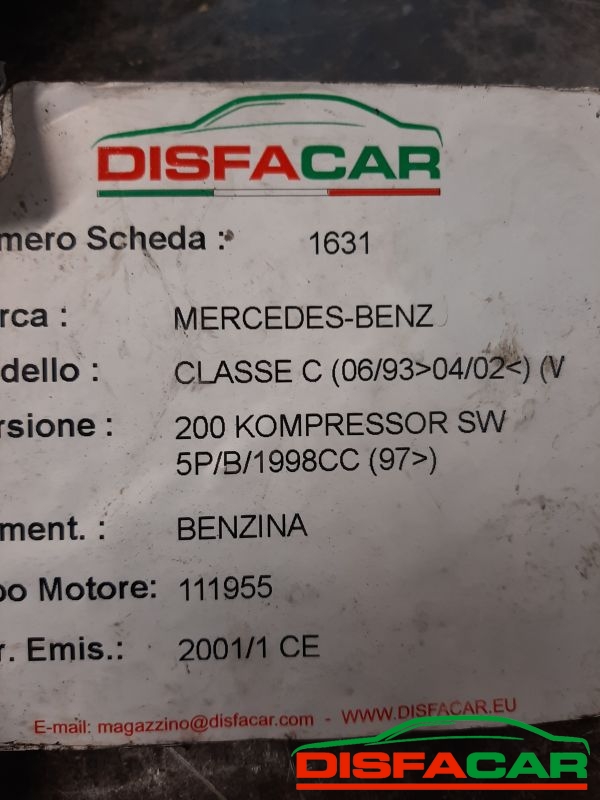 DISFACAR
mero Scheda : 1631
rca : MERCEDES-BENZ
dello : CLASSE C (06/93>04/02<) (V
rsione : 200 KOMPRESSOR SW
5P/B/1998CC (97>)
ment. : BENZINA
po Motore: 111955
r. Emis.: 2001/1 CE
E-mail: magazzino@disfacar.com - WWW.DISFACAR.EU
DISFACAR